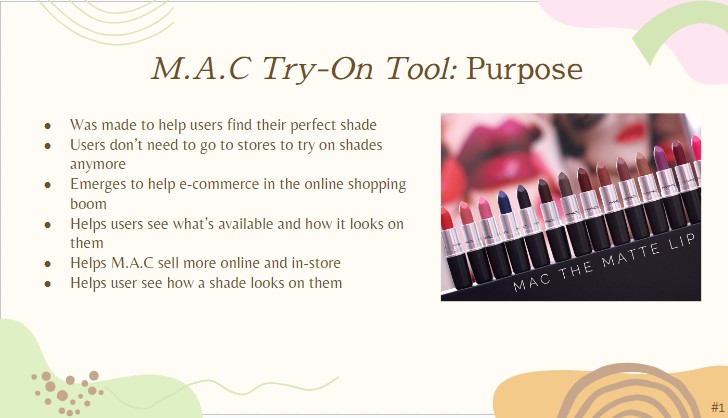 M.A.C Try-On Tool: Purpose
● Was made to help users find their perfect shade
● Users don’t need to go to stores to try on shades
anymore
● Emerges to help e-commerce in the online shopping
boom
● Helps users see what’s available and how it looks on
them
● Helps M.A.C sell more online and in-store
● Helps user see how a shade looks on them
MAC THE MATTE LIP
#1